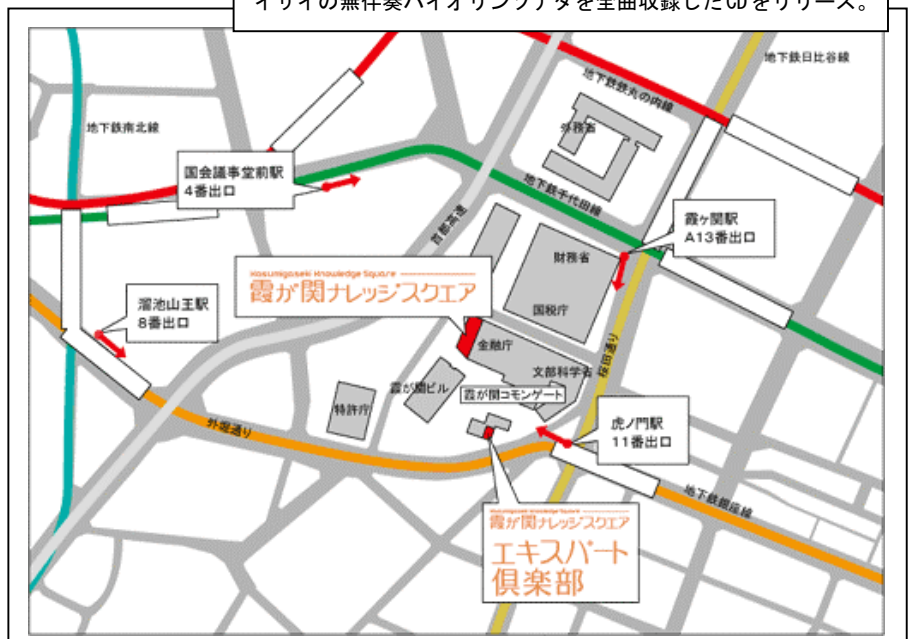 イザイの無伴奏バイオリンソナタを全曲収録したCDをリリース。
地下鉄日比谷線
地下鉄鉄丸の内線
地下鉄南北線
外務省
国会議事堂前駅
4番出口
地下鉄千代田線
霞ヶ関駅
A13番出口
首都高速
財務省
Kasumigaseki Knowledge Square
霞が関ナレッジスクエア
溜池山王駅
8番出口
国税庁
金融庁
桜田通り
文部科学省
霞が関ビル
霞が関コモンゲート
特許庁
外堀通り
虎ノ門駅
11番出口
地下鉄銀座線
Kasumigaseki Knowledge Square
霞が関ナレッジスクエア
エキスパート
倶楽部